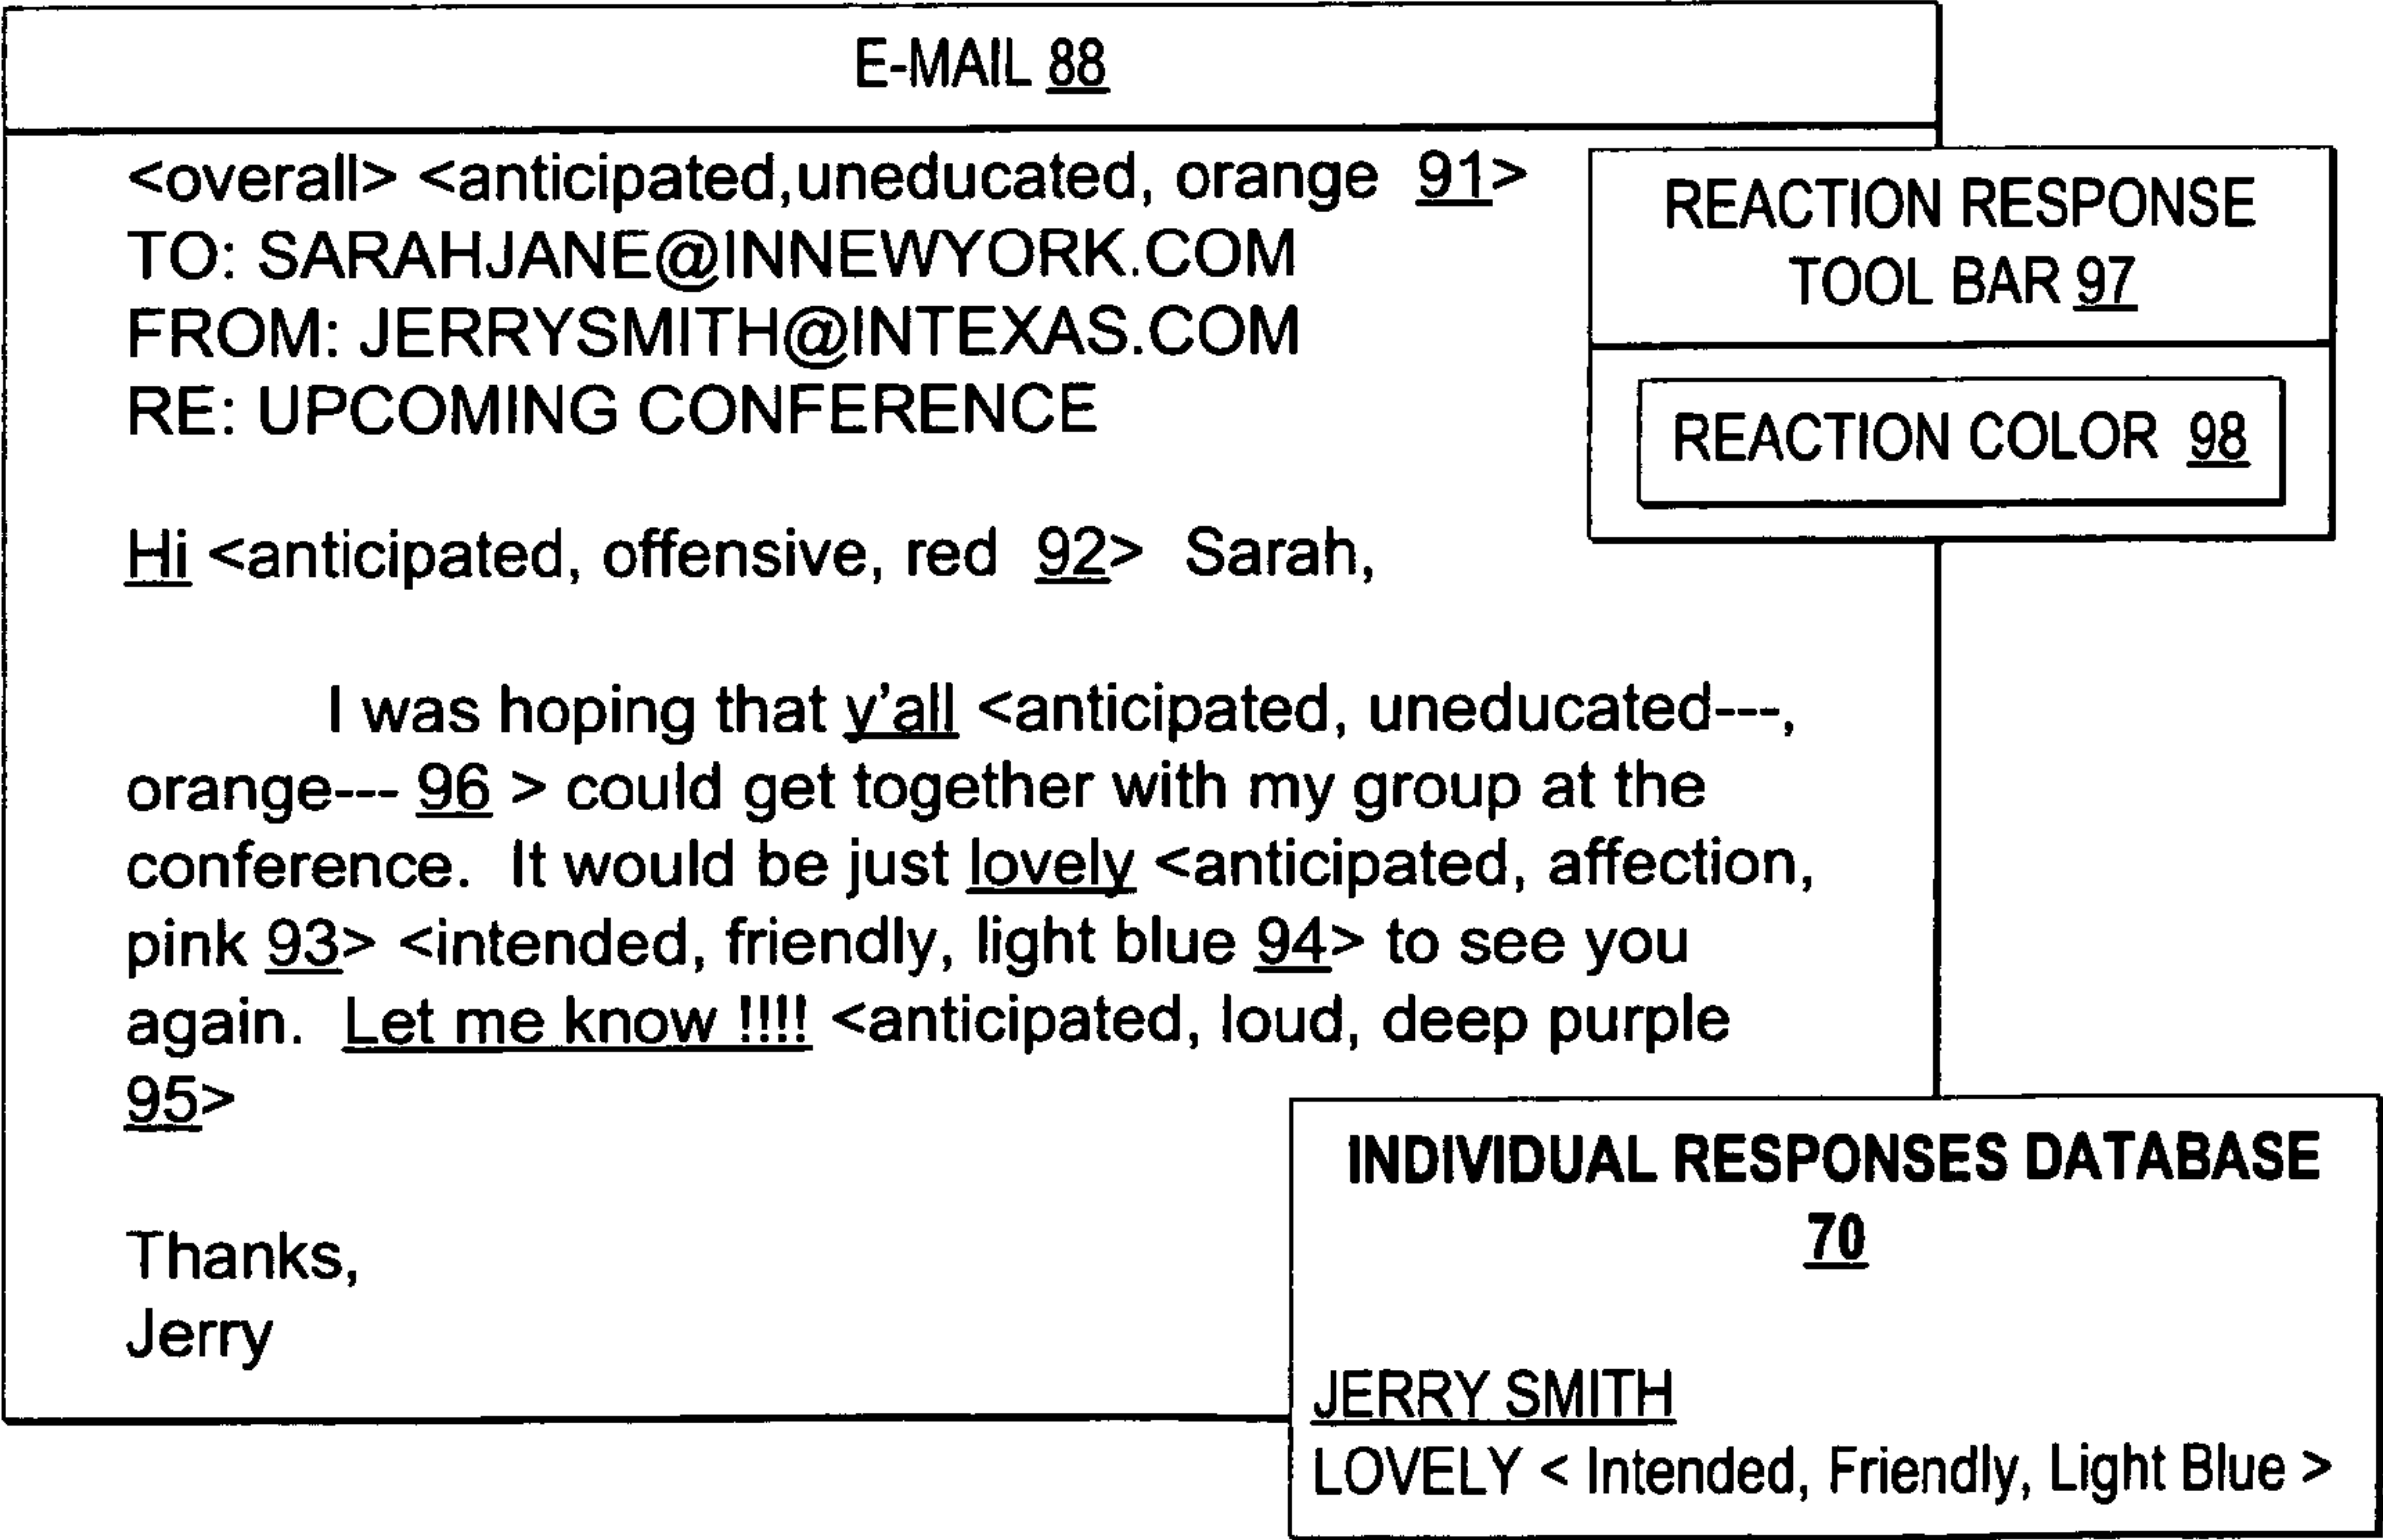 E-MAIL 88
<overall> <anticipated,uneducated, orange 91>
TO: SARAHJANE@INNEWYORK.COM
FROM: JERRYSMITH@INTEXAS.COM
RE: UPCOMING CONFERENCE
REACTION RESPONSE
TOOL BAR 97
REACTION COLOR 98
Hi <anticipated, offensive, red 92> Sarah,
I was hoping that y'all <anticipated, uneducated---,
orange--- 96 > could get together with my group at the
conference. It would be just lovely <anticipated, affection,
pink 93> <intended, friendly, light blue 94> to see you
again. Let me know !!!! <anticipated, loud, deep purple
95>
Thanks,
Jerry
INDIVIDUAL RESPONSES DATABASE
70
JERRY SMITH
LOVELY < Intended, Friendly, Light Blue >